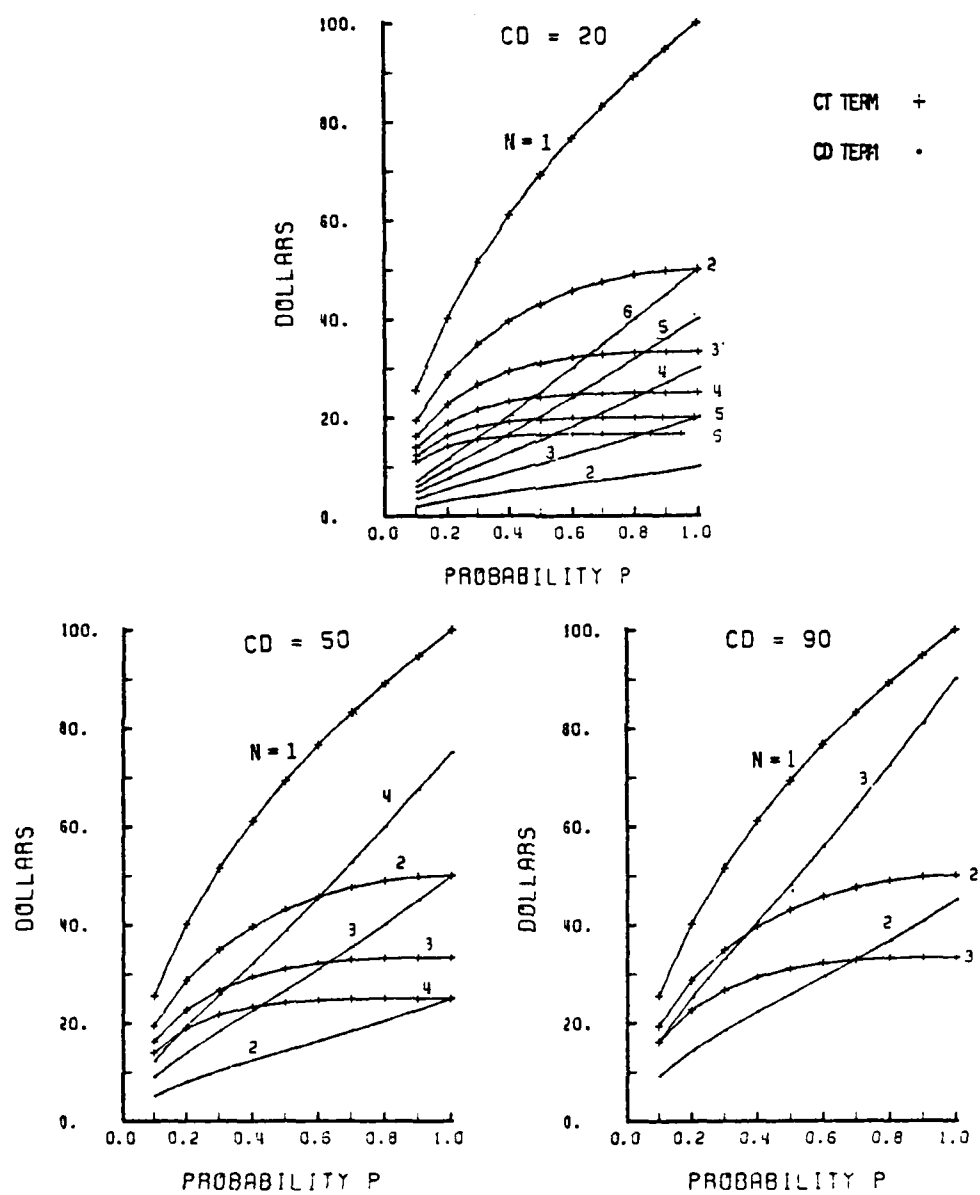 CD = 20
CT TERM +
CD TERM .
100.
80.
60.
40.
20.
0.
DOLLARS
N = 1
2
6
5
3
4
4
5
3
S
2
0.0 0.2 0.4 0.6 0.8 1.0
PROBABILITY P
CD = 50
100.
80.
60.
40.
20.
0.
DOLLARS
N = 1
4
2
3
3
4
2
0.0 0.2 0.4 0.6 0.8 1.0
PROBABILITY P
CD = 90
100.
80.
60.
40.
20.
0.
DOLLARS
N = 1
3
2
2
3
0.0 0.2 0.4 0.6 0.8 1.0
PROBABILITY P